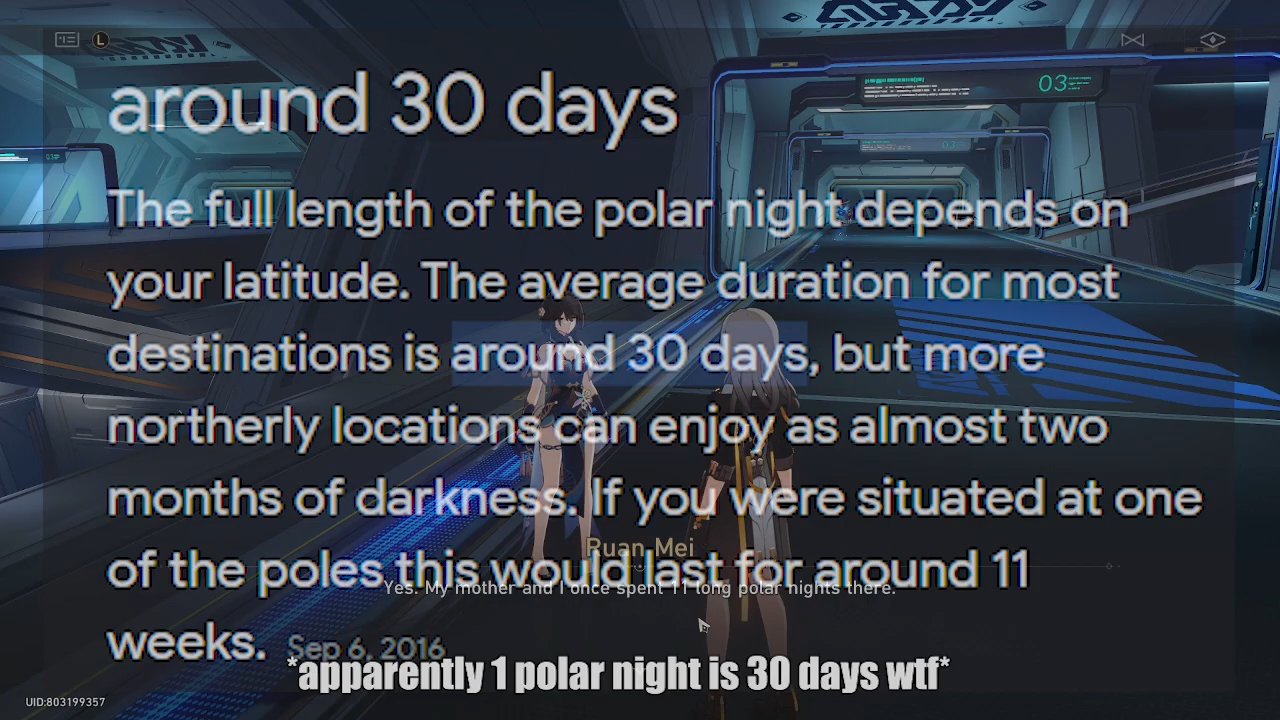 L
03
around 30 days
The full length of the polar night depends on
your latitude. The average duration for most
destinations is around 30 days, but more
northerly locations can enjoy as almost two
months of darkness. If you were situated at one
Ruan Mei
of the poles this would last for around 11
Yes. My mother and I once spent 11 long polar nights there.
weeks. Sep 6, 2016
*apparently 1 polar night is 30 days wtf*
UID:803199357